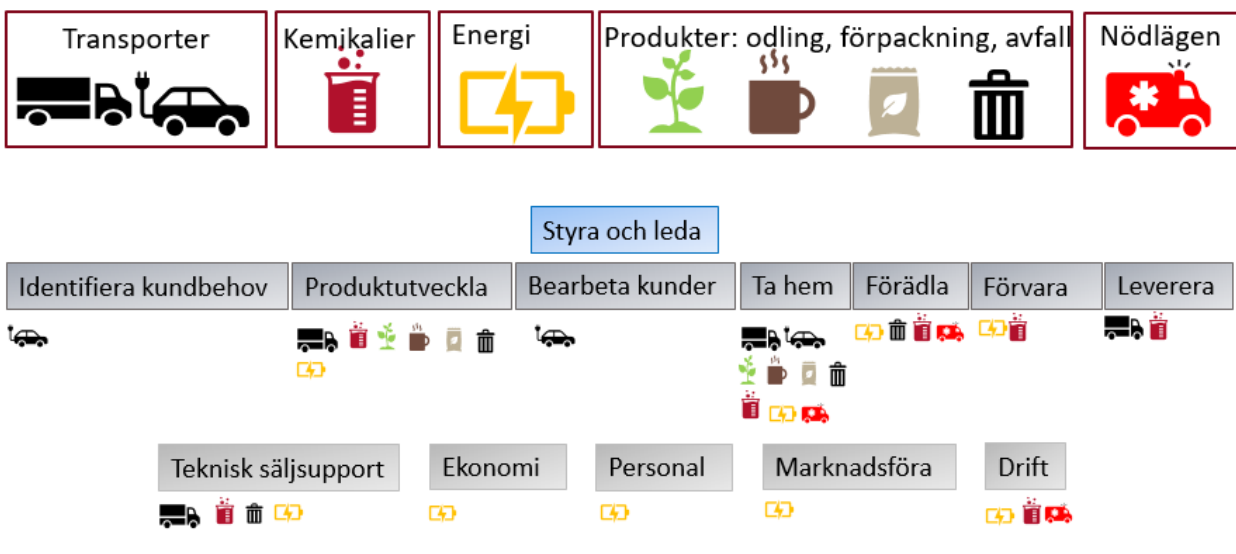 Transporter
Kemikalier
Energi
Produkter: odling, förpackning, avfall
Nödlägen
Styra och leda
Identifiera kundbehov
Produktutveckla
Bearbeta kunder
Ta hem
Förädla
Förvara
Leverera
Teknisk säljsupport
Ekonomi
Personal
Marknadsföra
Drift